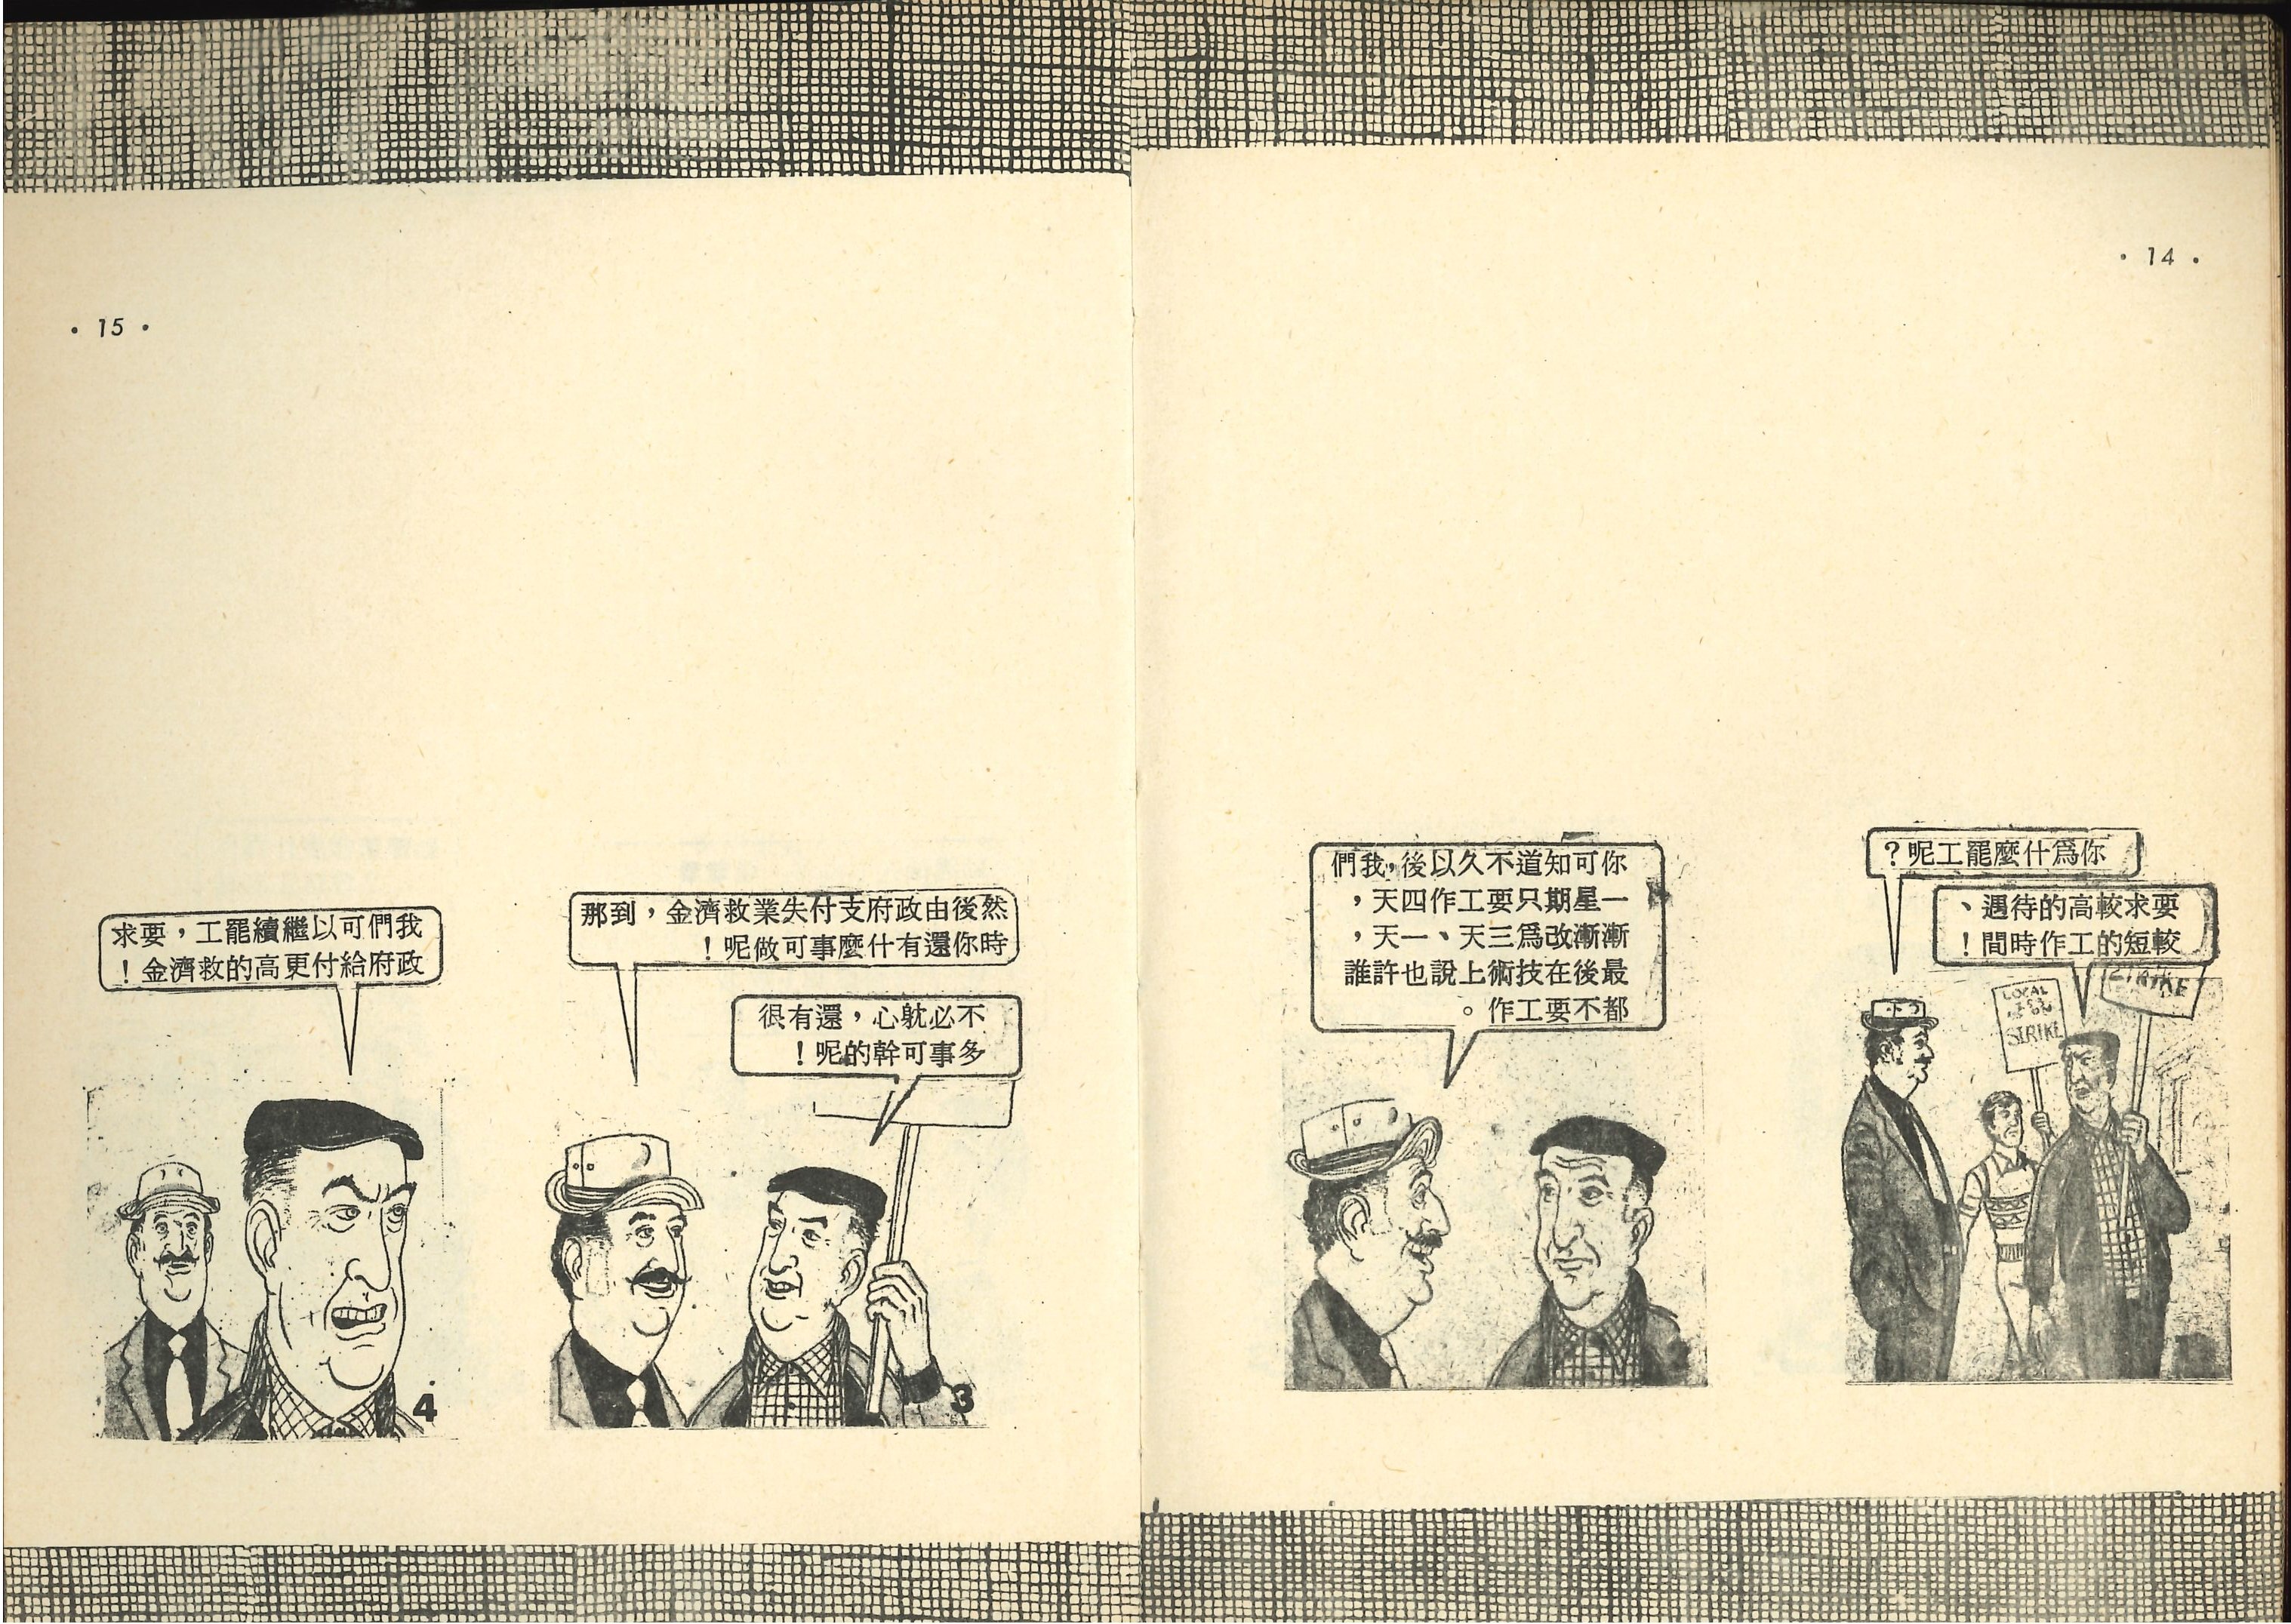 • 14 •
你爲什麼罷工呢?
要求較高的待遇、
較短的工作時間!
LOCAL
STRIKE
STRIKE
你可知道不久以後,我們
一星期只要工作四天,
漸漸改爲三天、一天,
最後在技術上說也許誰
都不要工作。
• 15 •
然後由政府支付失業救濟金,到那
時你還有什麼事可做呢!
不必躭心,還有很
多事可幹的呢!
3
我們可以繼續罷工,要求
政府給付更高的救濟金!
4